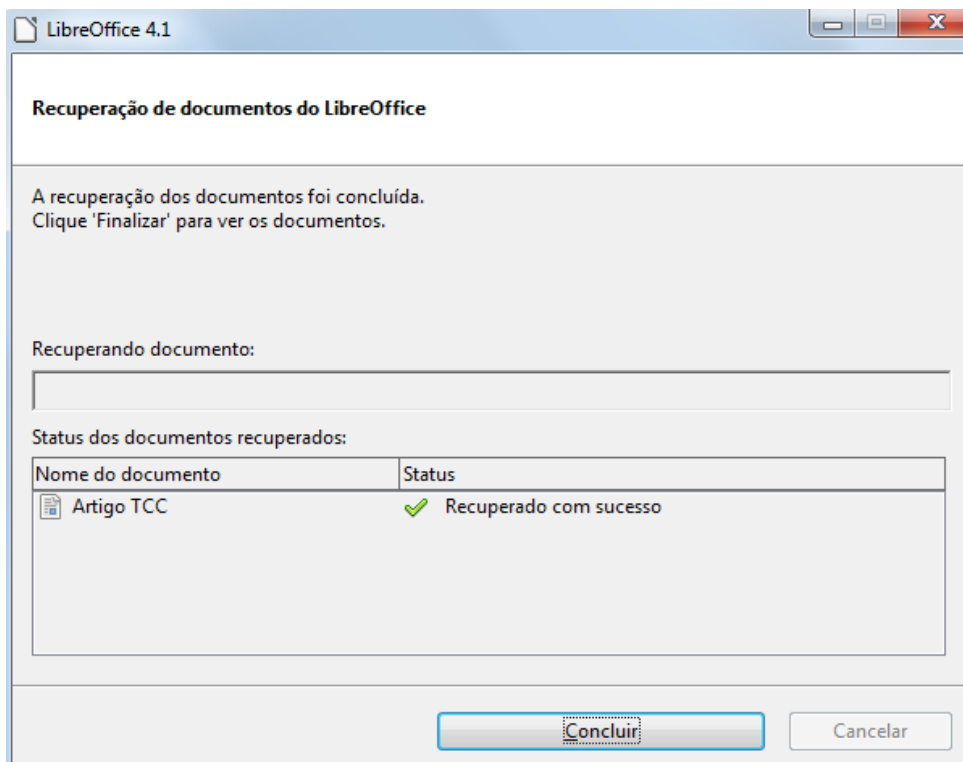 LibreOffice 4.1
Recuperação de documentos do LibreOffice
A recuperação dos documentos foi concluída.
Clique 'Finalizar' para ver os documentos.
Recuperando documento:
Status dos documentos recuperados:
Nome do documento Status
Artigo TCC Recuperado com sucesso
Concluir Cancelar